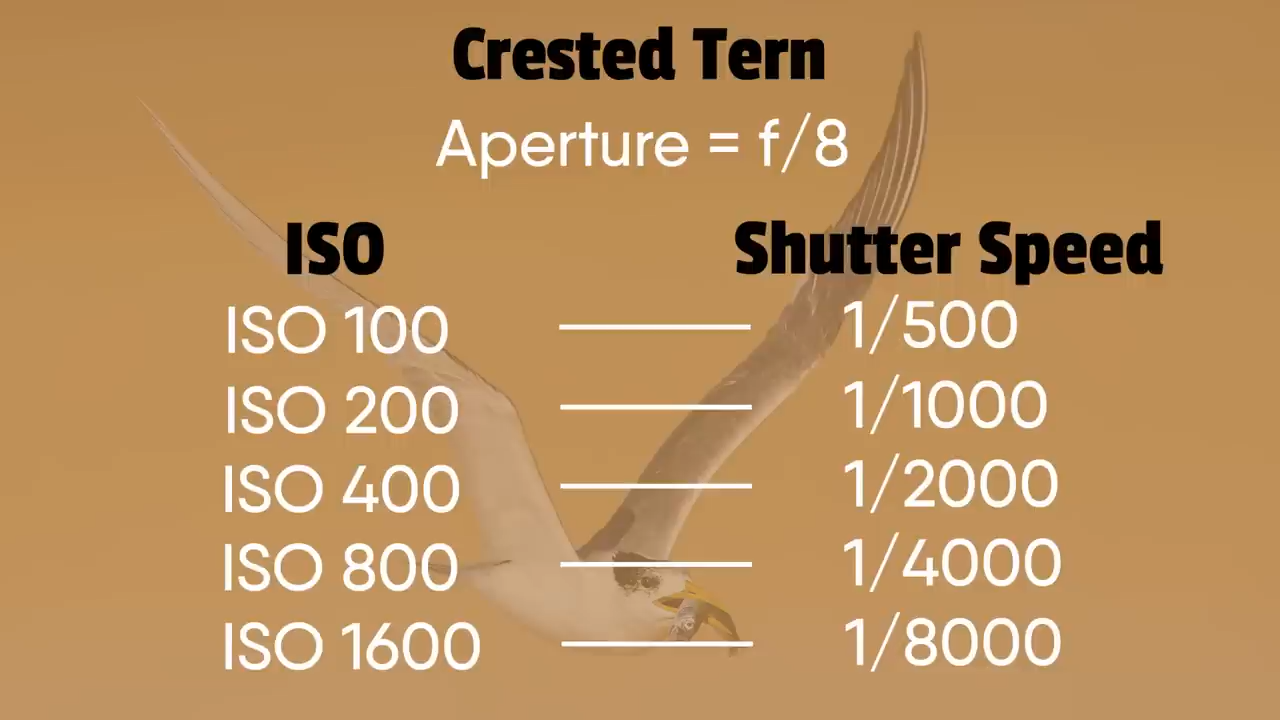 Crested Tern
Aperture = f/8
ISO Shutter Speed
ISO 100 1/500
ISO 200 1/1000
ISO 400 1/2000
ISO 800 1/4000
ISO 1600 1/8000